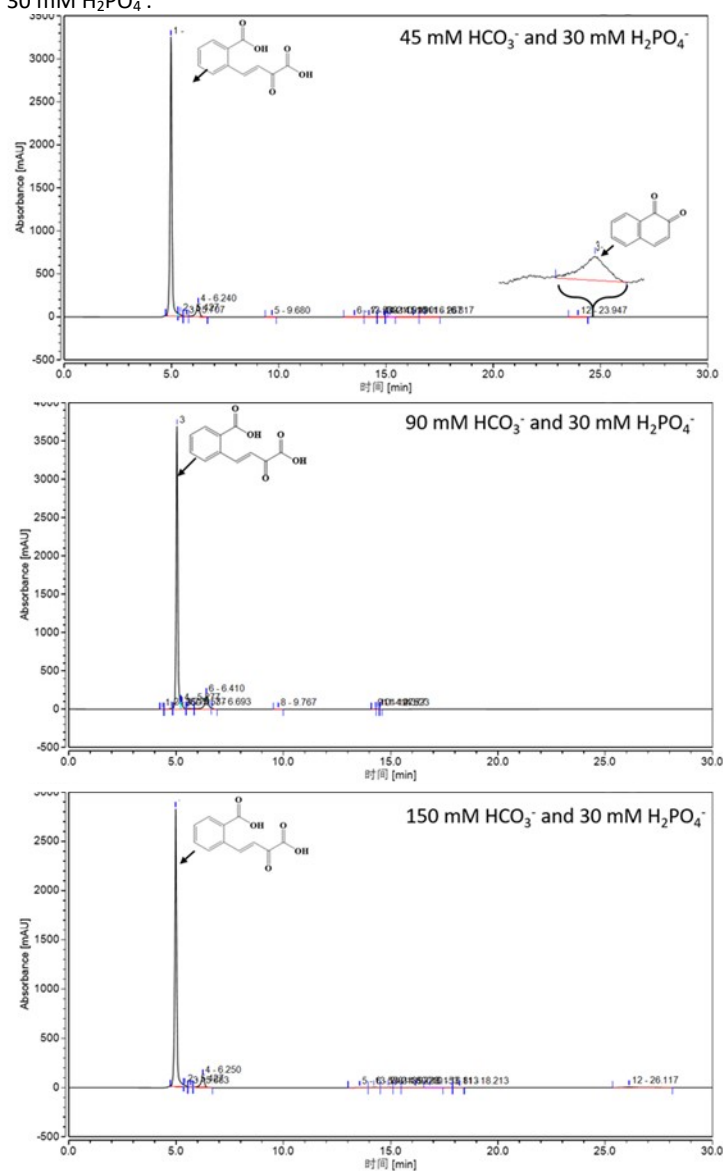 30 mM H₂PO₄⁻.
45 mM HCO₃⁻ and 30 mM H₂PO₄⁻
Absorbance [mAU]
3500
3000
2500
2000
1500
1000
500
0
-500
1 -
O
OH
O
OH
O
4 - 6.240
5 - 9.680
O
O
3-
12 - 23.947
0.0 5.0 10.0 15.0 20.0 25.0 30.0
时间 [min]
90 mM HCO₃⁻ and 30 mM H₂PO₄⁻
Absorbance [mAU]
4000
3500
3000
2500
2000
1500
1000
500
0
-500
3
O
OH
O
OH
O
6 - 6.410
8 - 9.767
0.0 5.0 10.0 15.0 20.0 25.0 30.0
时间 [min]
150 mM HCO₃⁻ and 30 mM H₂PO₄⁻
Absorbance [mAU]
3000
2500
2000
1500
1000
500
0
-500
O
OH
O
OH
O
4 - 6.250
12 - 26.117
0.0 5.0 10.0 15.0 20.0 25.0 30.0
时间 [min]